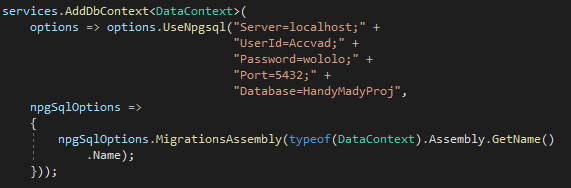 services.AddDbContext<DataContext>(
options => options.UseNpgsql("Server=localhost;" +
"UserId=Accvad;" +
"Password=wololo;" +
"Port=5432;" +
"Database=HandyMadyProj",
npgSqlOptions =>
{
npgSqlOptions.MigrationsAssembly(typeof(DataContext).Assembly.GetName()
.Name);
}));